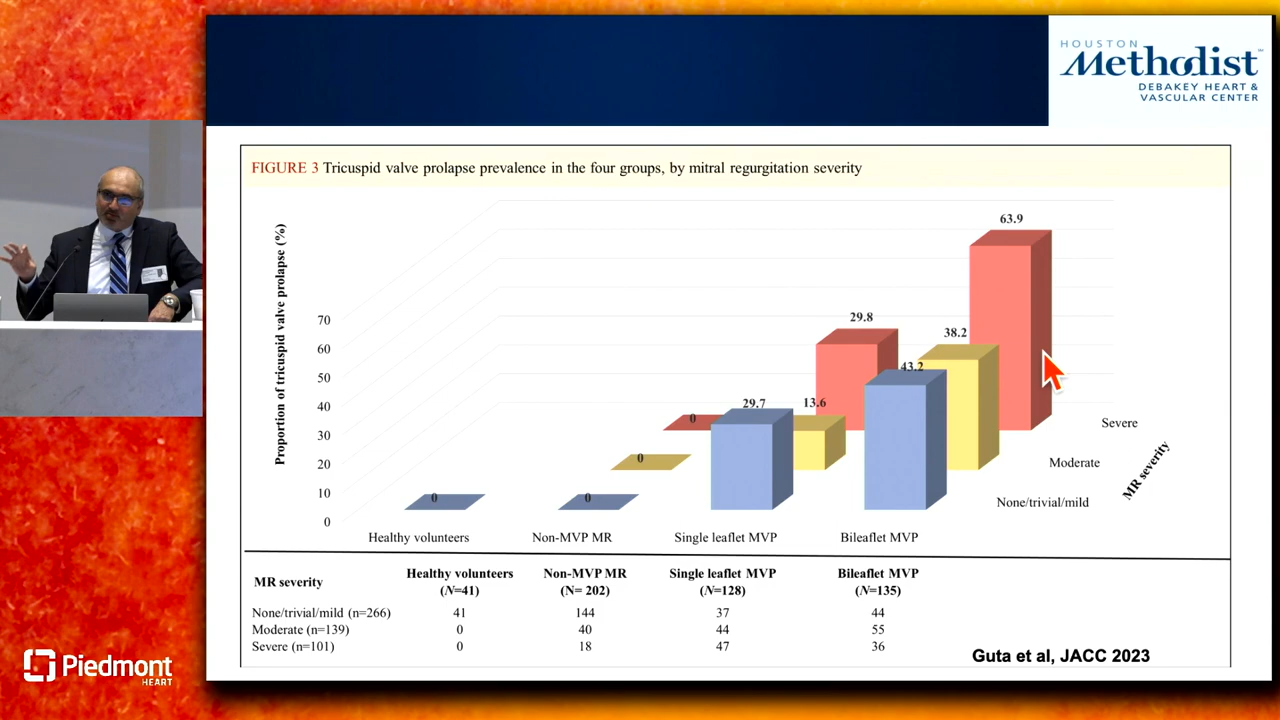 HOUSTON
Methodist
DEBAKEY HEART &
VASCULAR CENTER
FIGURE 3 Tricuspid valve prolapse prevalence in the four groups, by mitral regurgitation severity
Proportion of tricuspid valve prolapse (%)
70
60
50
40
30
20
10
0
63.9
29.8
38.2
43.2
29.7
13.6
0
0
0
0
Severe
Moderate
None/trivial/mild
MR severity
Healthy volunteers
Non-MVP MR
Single leaflet MVP
Bileaflet MVP
MR severity Healthy volunteers (N=41) Non-MVP MR (N= 202) Single leaflet MVP (N=128) Bileaflet MVP (N=135)
None/trivial/mild (n=266) 41 144 37 44
Moderate (n=139) 0 40 44 55
Severe (n=101) 0 18 47 36
Guta et al, JACC 2023
Piedmont
HEART